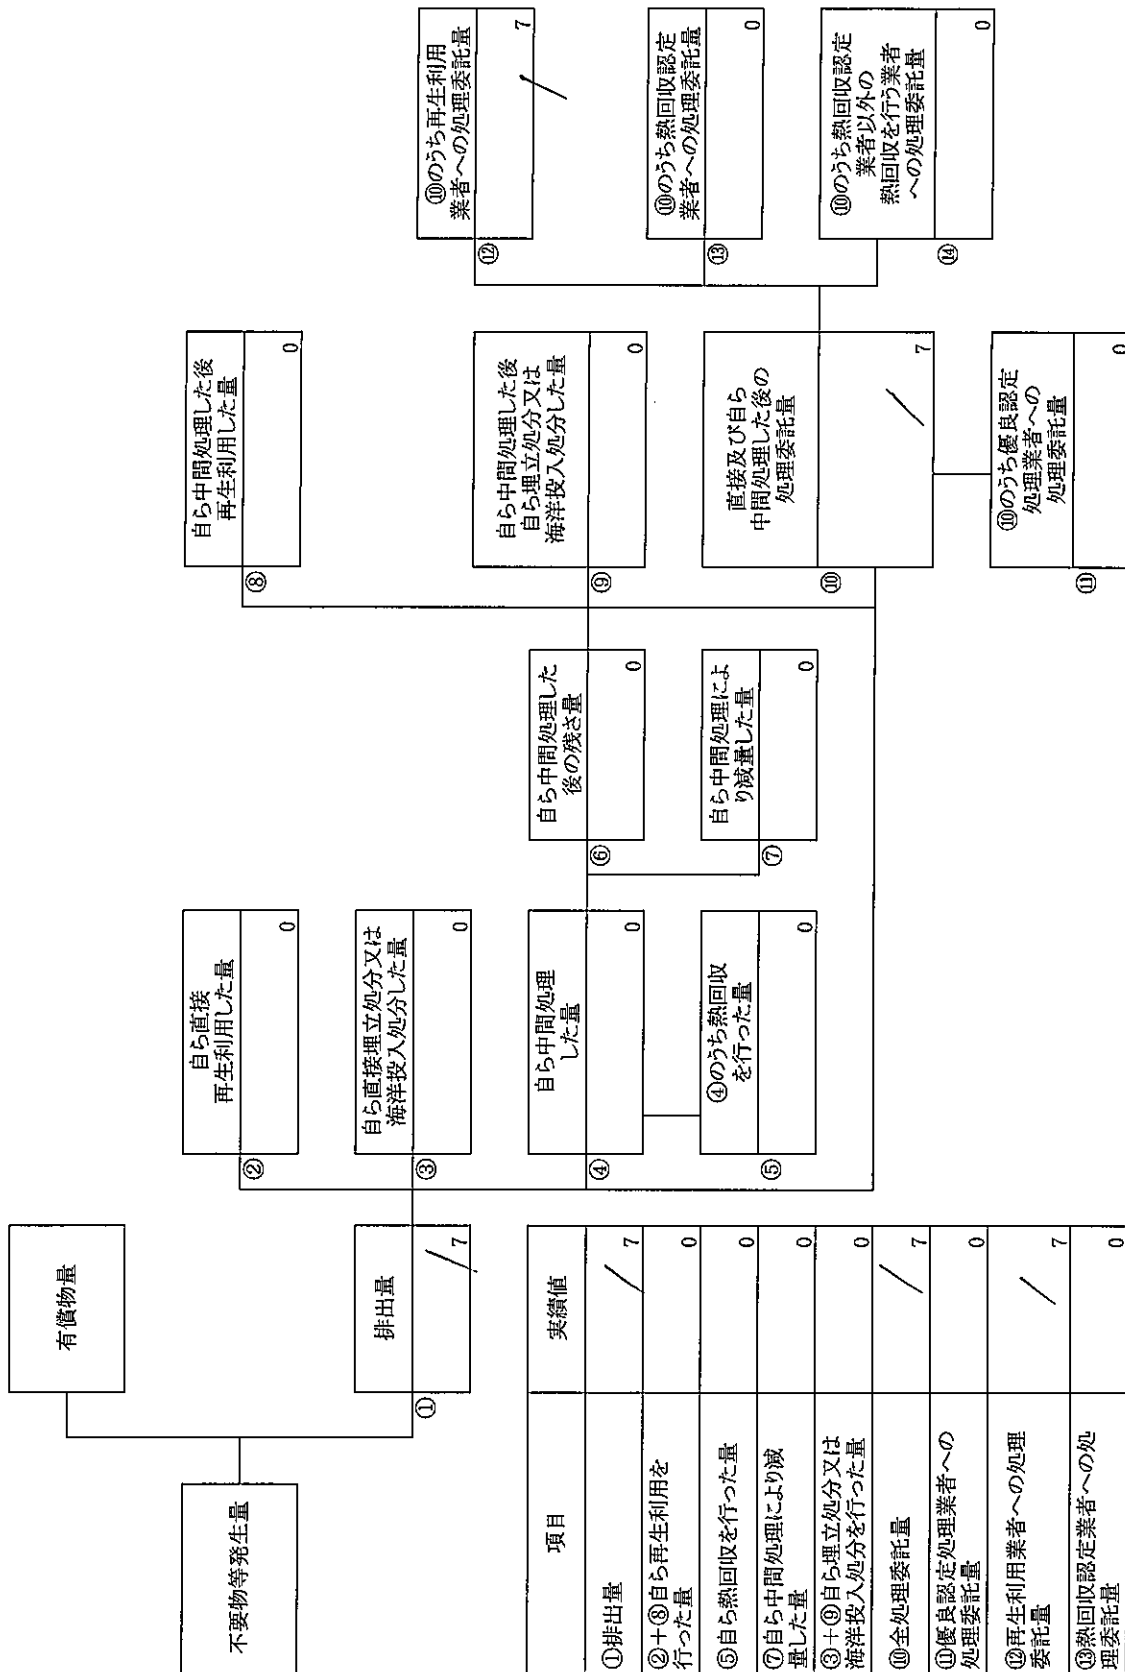 不要物等発生量
有償物量
排出量
①
7
自ら直接
再生利用した量
②
0
自ら直接埋立処分又は
海洋投入処分した量
③
0
自ら中間処理
した量
④
0
④のうち熱回収
を行った量
⑤
0
自ら中間処理した
後の残さ量
⑥
0
自ら中間処理によ
り減量した量
⑦
0
自ら中間処理した後
再生利用した量
⑧
0
自ら中間処理した後
自ら埋立処分又は
海洋投入処分した量
⑨
0
直接及び自ら
中間処理した後の
処理委託量
⑩
7
⑩のうち優良認定
処理業者への
処理委託量
⑪
0
⑩のうち再生利用
業者への処理委託量
⑫
7
⑩のうち熱回収認定
業者への処理委託量
⑬
0
⑩のうち熱回収認定
業者以外の
熱回収を行う業者
への処理委託量
⑭
0
項目 実績値
①排出量 7
②+⑧自ら再生利用を
行った量 0
⑤自ら熱回収を行った量 0
⑦自ら中間処理により減
量した量 0
③+⑨自ら埋立処分又は
海洋投入処分を行った量 0
⑩全処理委託量 7
⑪優良認定処理業者への
処理委託量 0
⑫再生利用業者への処理
委託量 7
⑬熱回収認定業者への処
理委託量 0